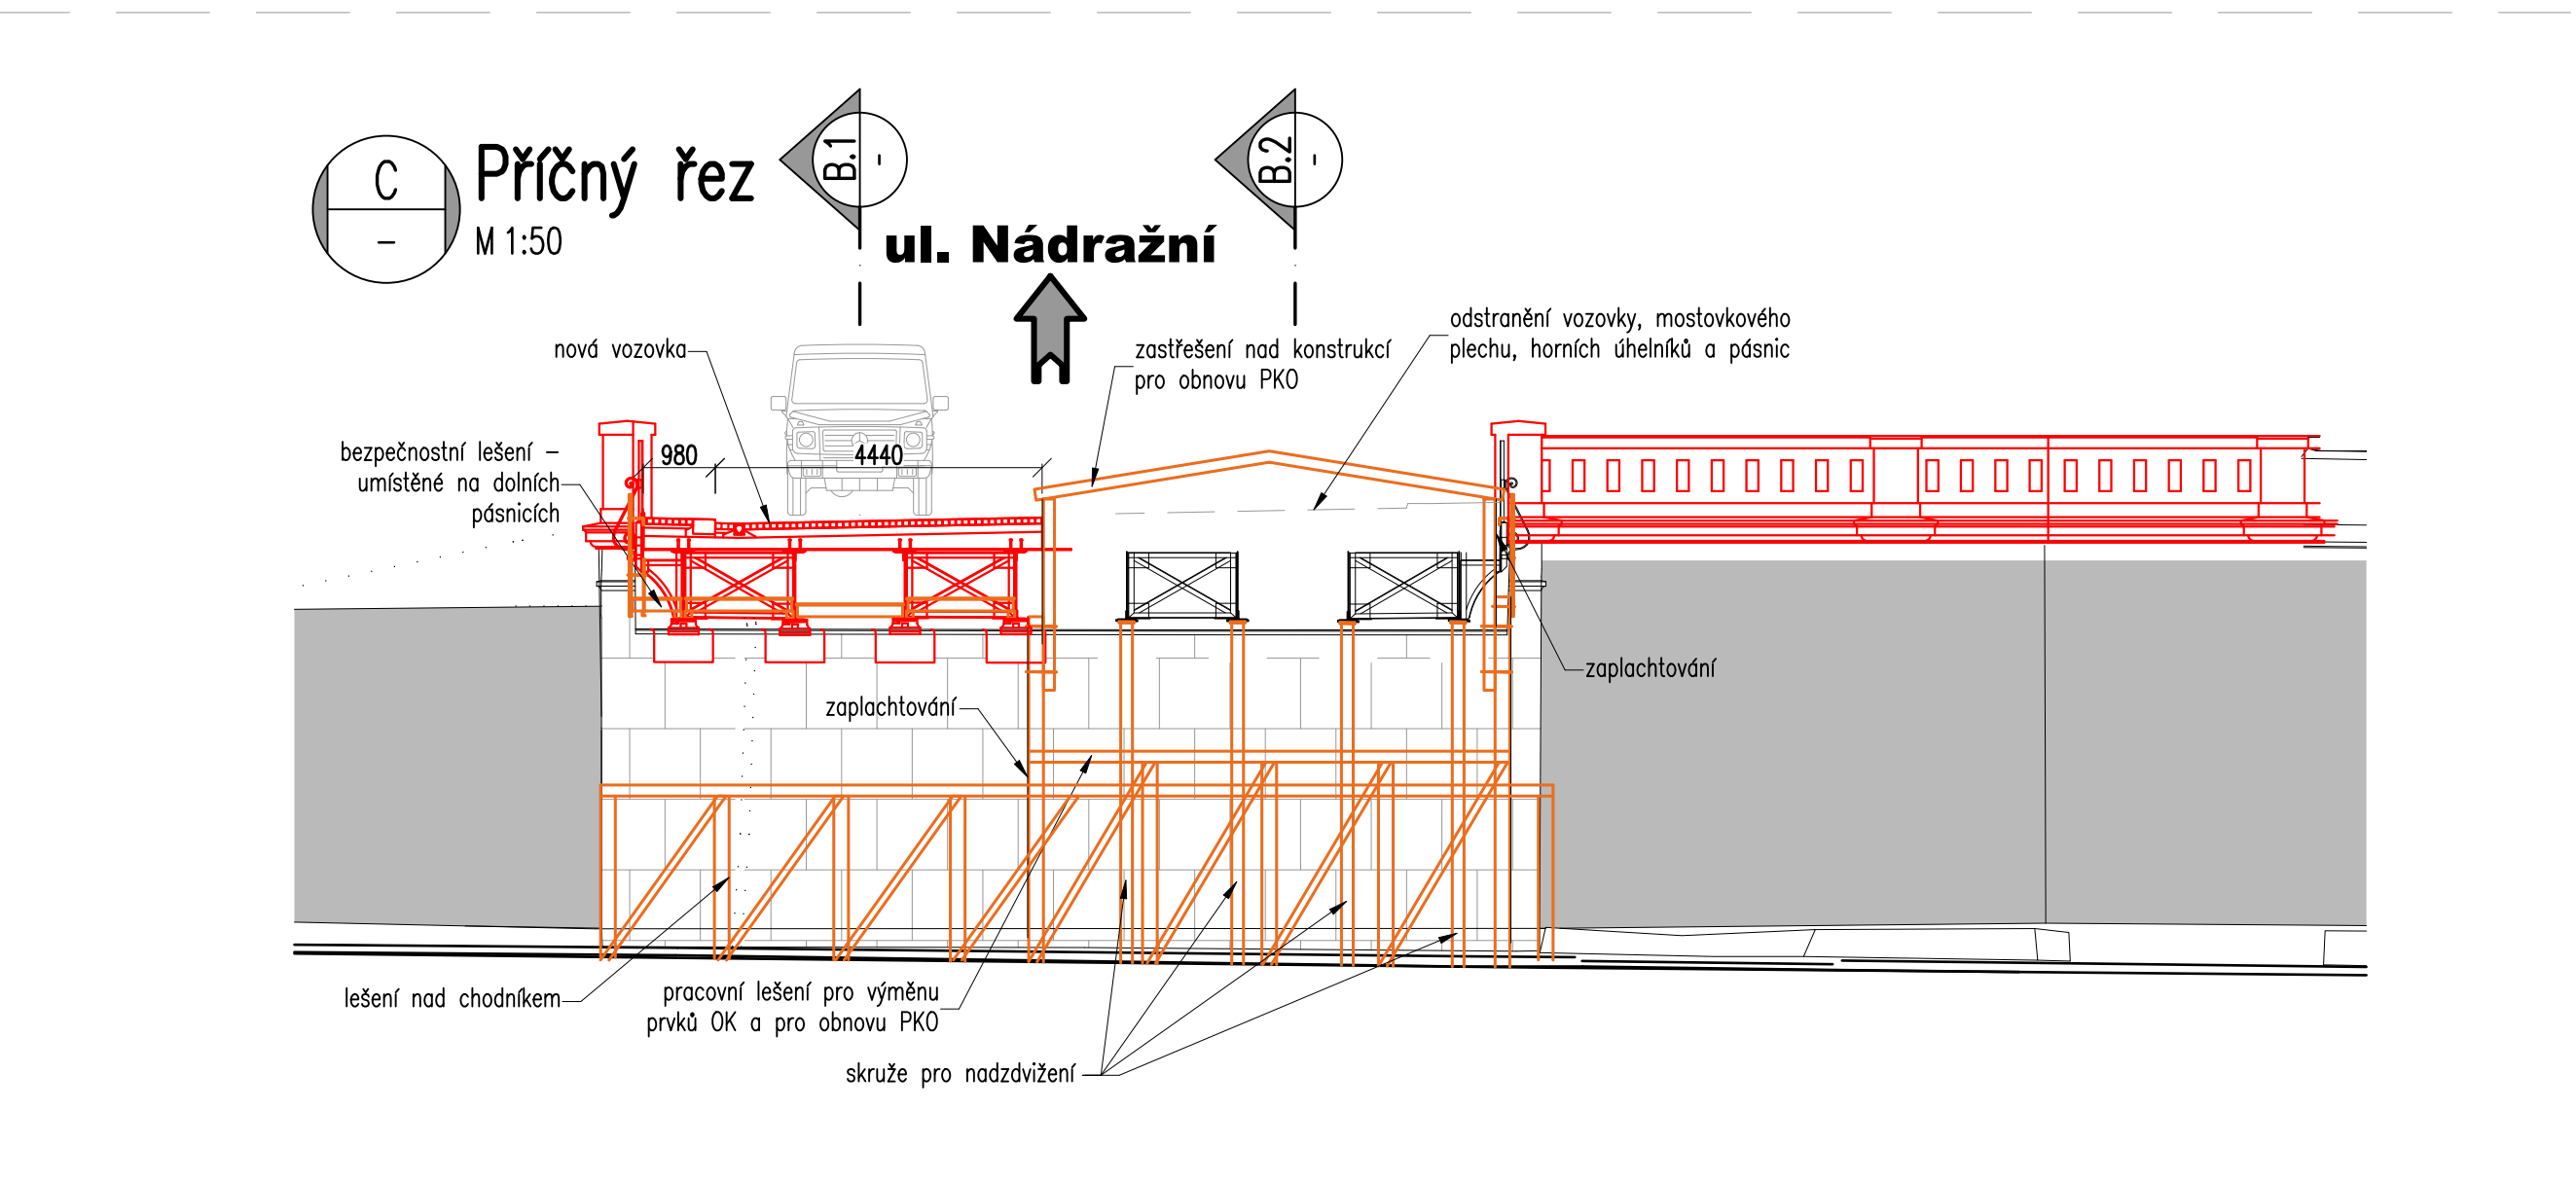 C
–
Příčný řez
M 1:50
B.1
-
B.2
-
ul. Nádražní
nová vozovka
zastřešení nad konstrukcí
pro obnovu PKO
odstranění vozovky, mostovkového
plechu, horních úhelníků a pásnic
bezpečnostní lešení –
umístěné na dolních
pásnicích
980
4440
zaplachtování
zaplachtování
lešení nad chodníkem
pracovní lešení pro výměnu
prvků OK a pro obnovu PKO
skruže pro nadzdvižení